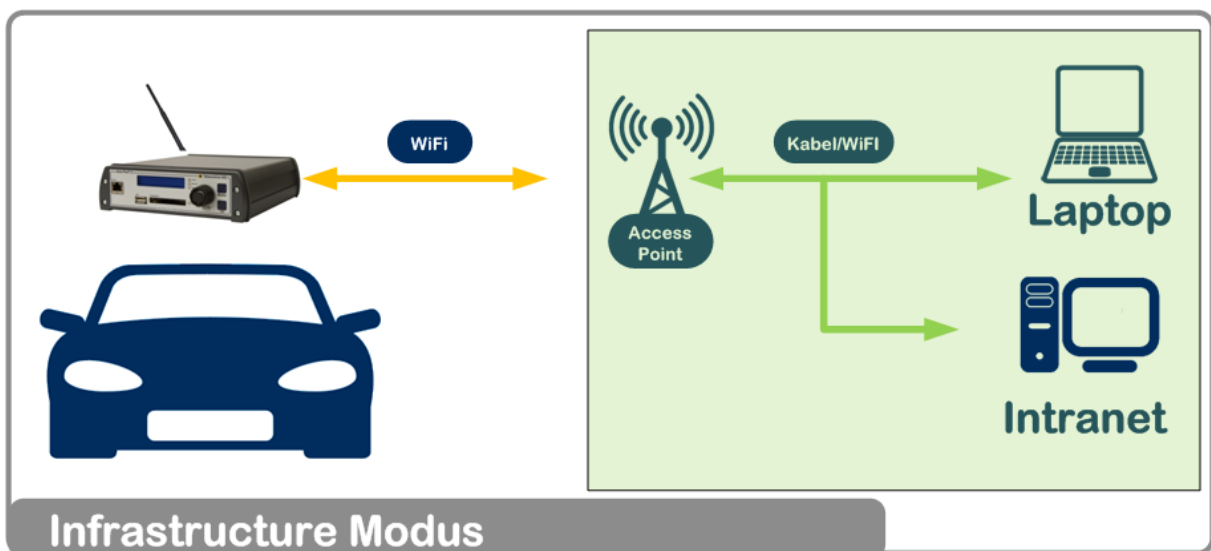 WiFi
Kabel/WiFI
Access
Point
Laptop
Intranet
Infrastructure Modus